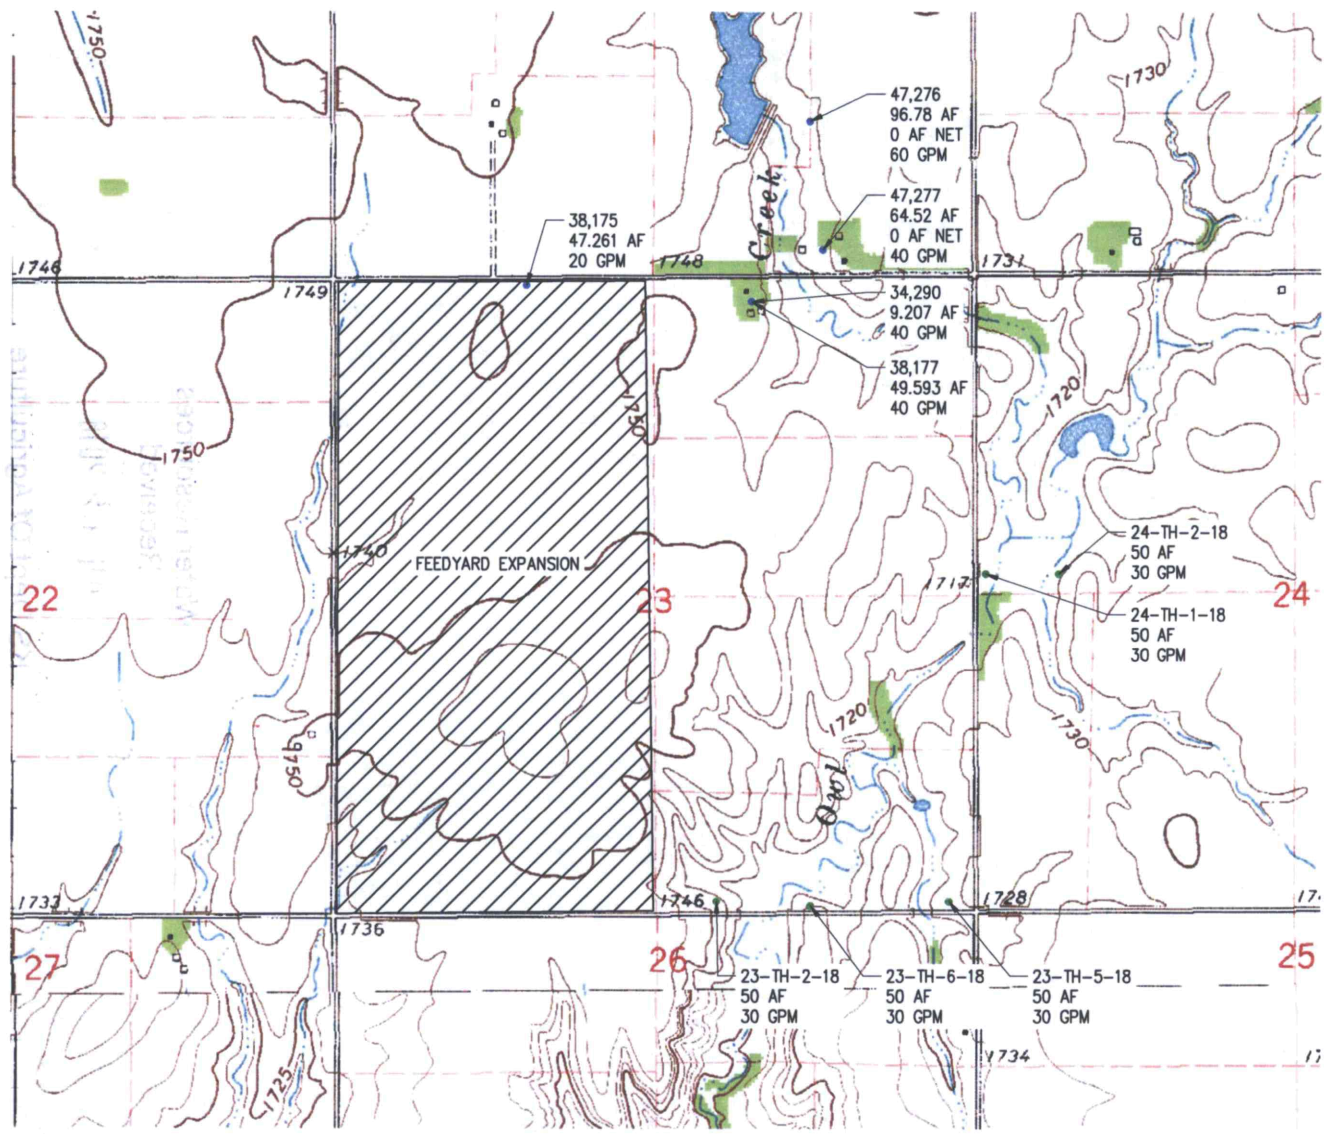 1750
1730
47,276
96.78 AF
0 AF NET
60 GPM
47,277
64.52 AF
0 AF NET
40 GPM
Creek
38,175
47.261 AF
20 GPM
1746
1748
1731
1749
34,290
9.207 AF
40 GPM
38,177
49.593 AF
40 GPM
1720
1750
1750
1740
FEEDYARD EXPANSION
24-TH-2-18
50 AF
30 GPM
1717
22
23
24
24-TH-1-18
50 AF
30 GPM
1720
1730
1750
Owl
1733
1746
1728
1736
27
26
25
23-TH-2-18
50 AF
30 GPM
23-TH-6-18
50 AF
30 GPM
23-TH-5-18
50 AF
30 GPM
1734
1725
Water Resources
Received